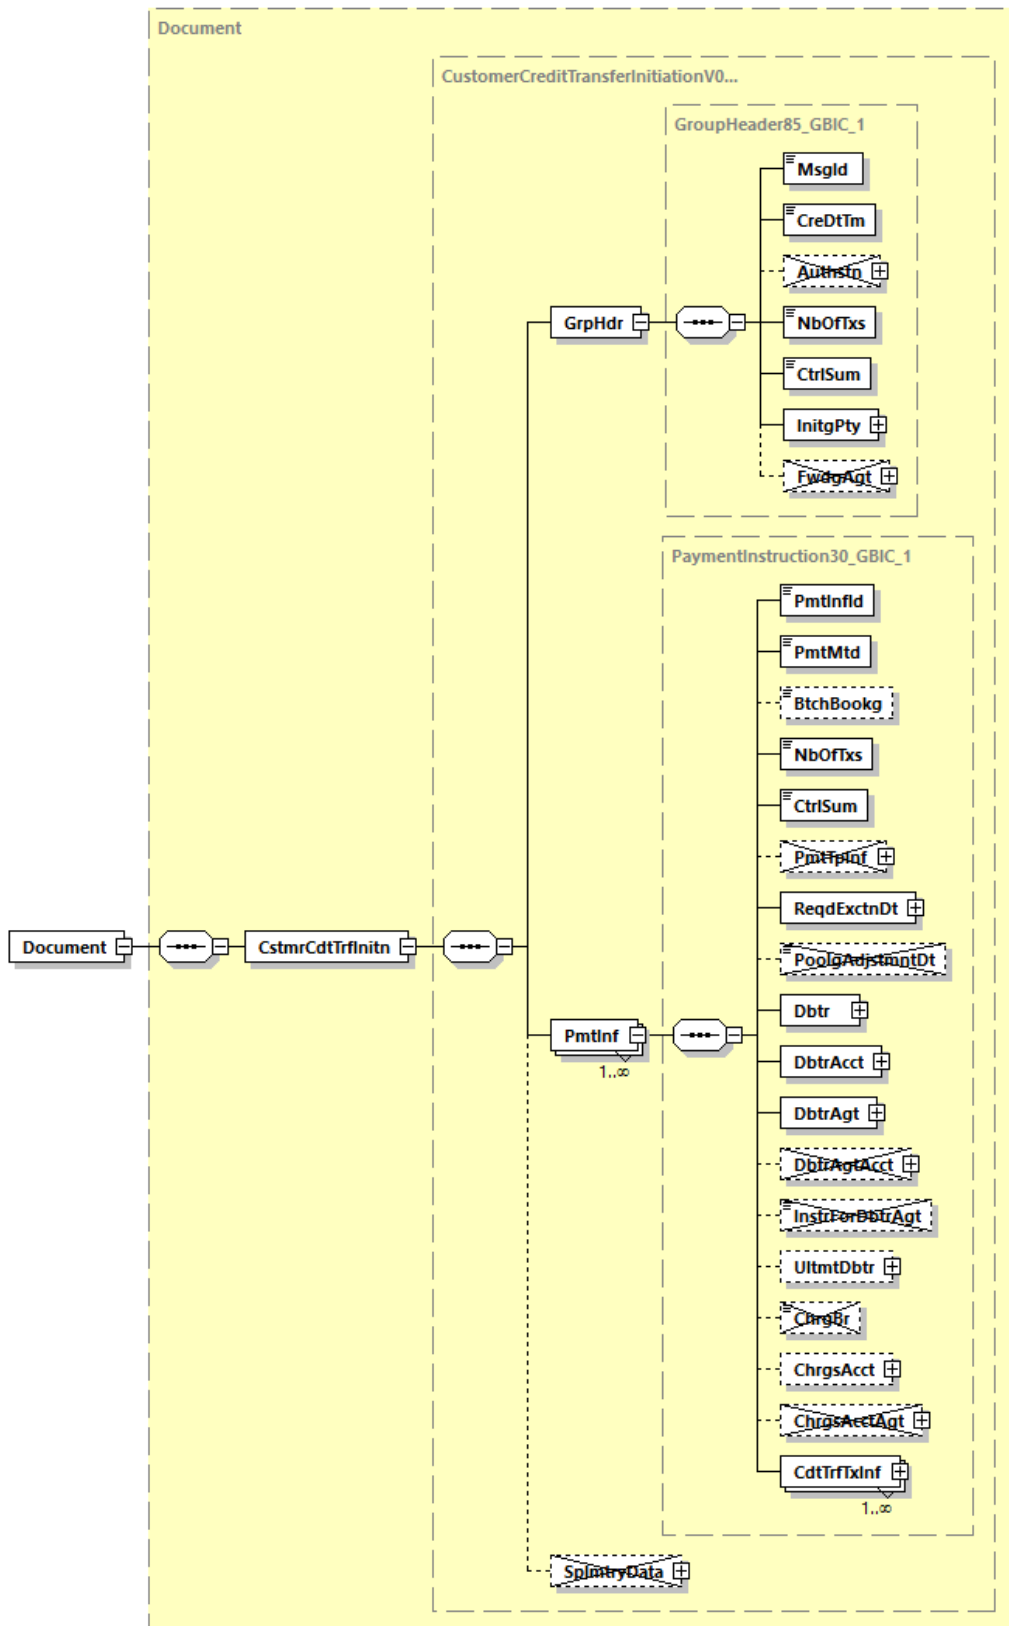 Document
CustomerCreditTransferInitiationV0...
GroupHeader85_GBIC_1
MsgId
CreDtTm
Authstn
GrpHdr
NbOfTxs
CtrlSum
InitgPty
FwdgAgt
PaymentInstruction30_GBIC_1
PmtInfId
PmtMtd
BtchBookg
NbOfTxs
CtrlSum
PmtTpInf
ReqdExctnDt
Document
CstmrCdtTrfInitn
PoolgAdjstmntDt
Dbtr
PmtInf
1..∞
DbtrAcct
DbtrAgt
DbtrAgtAcct
InstrForDbtrAgt
UltmtDbtr
ChrgBr
ChrgsAcct
ChrgsAcctAgt
CdtTrfTxInf
1..∞
SplmtryData